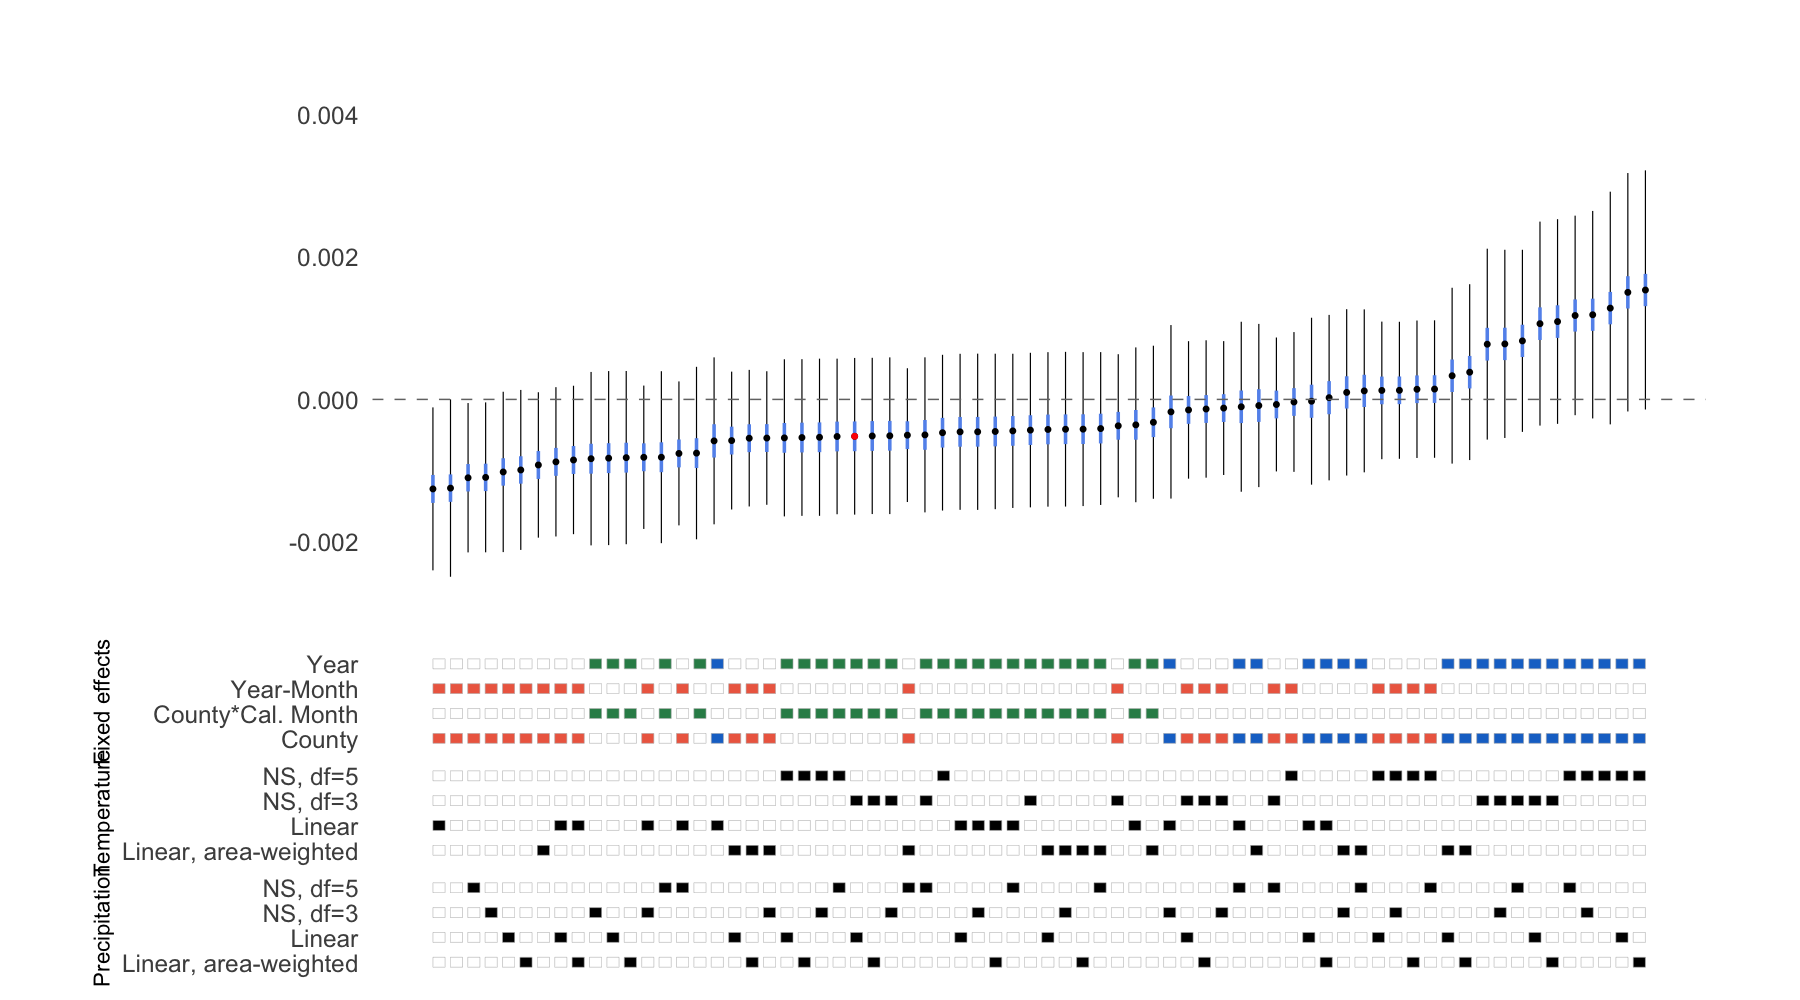 0.004
0.002
0.000
-0.002
Fixed effects
Year
Year-Month
County*Cal. Month
County
Temperature
NS, df=5
NS, df=3
Linear
Linear, area-weighted
Precipitation
NS, df=5
NS, df=3
Linear
Linear, area-weighted